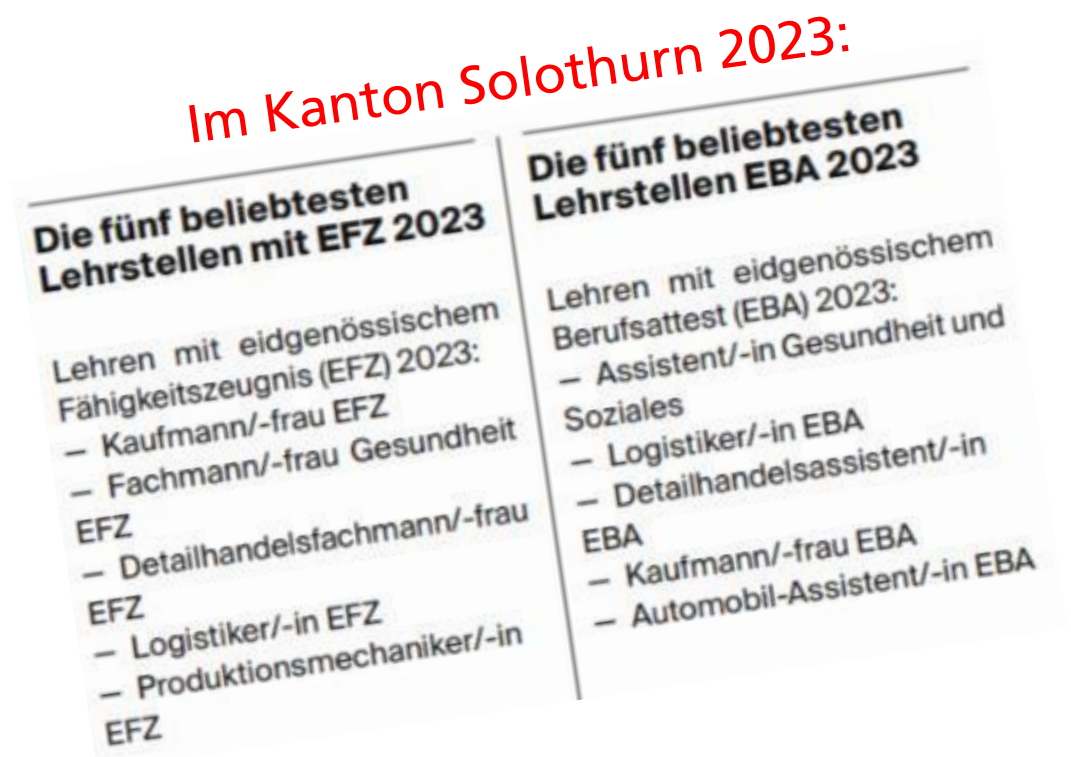 Im Kanton Solothurn 2023:
Die fünf beliebtesten
Lehrstellen mit EFZ 2023
Lehren mit eidgenössischem
Fähigkeitszeugnis (EFZ) 2023:
– Kaufmann/-frau EFZ
– Fachmann/-frau Gesundheit
EFZ
– Detailhandelsfachmann/-frau
EFZ
– Logistiker/-in EFZ
– Produktionsmechaniker/-in
EFZ
Die fünf beliebtesten
Lehrstellen EBA 2023
Lehren mit eidgenössischem
Berufsattest (EBA) 2023:
– Assistent/-in Gesundheit und
Soziales
– Logistiker/-in EBA
– Detailhandelsassistent/-in
EBA
– Kaufmann/-frau EBA
– Automobil-Assistent/-in EBA